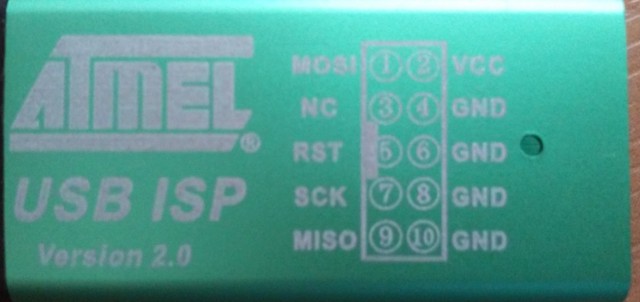 ATMEL®
USB ISP
Version 2.0
MOSI ① ② VCC
NC ③ ④ GND
RST ⑤ ⑥ GND
SCK ⑦ ⑧ GND
MISO ⑨ ⑩ GND